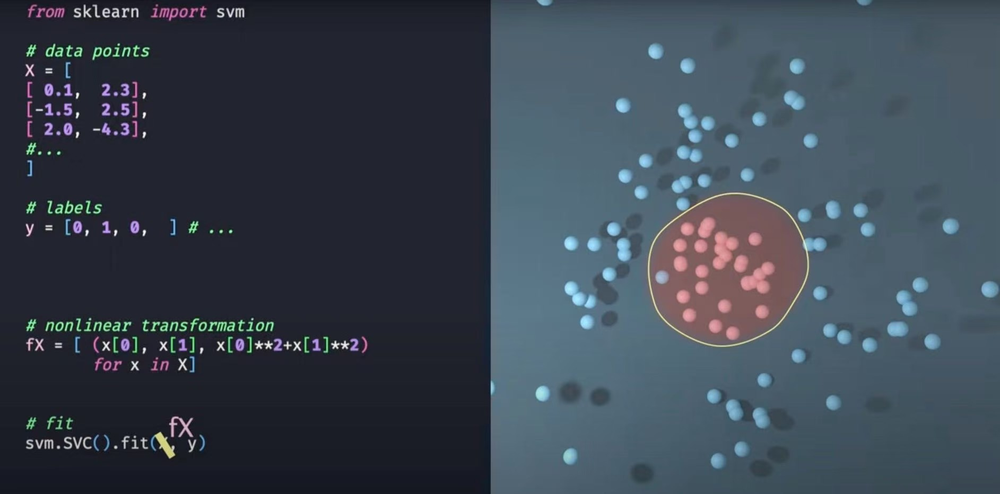 from sklearn import svm
# data points
X = [
[ 0.1,  2.3],
[-1.5,  2.5],
[ 2.0, -4.3],
#...
]
# labels
y = [0, 1, 0,  ] # ...
# nonlinear transformation
fX = [ (x[0], x[1], x[0]**2+x[1]**2)
for x in X]
# fit
fX
svm.SVC().fit(X, y)